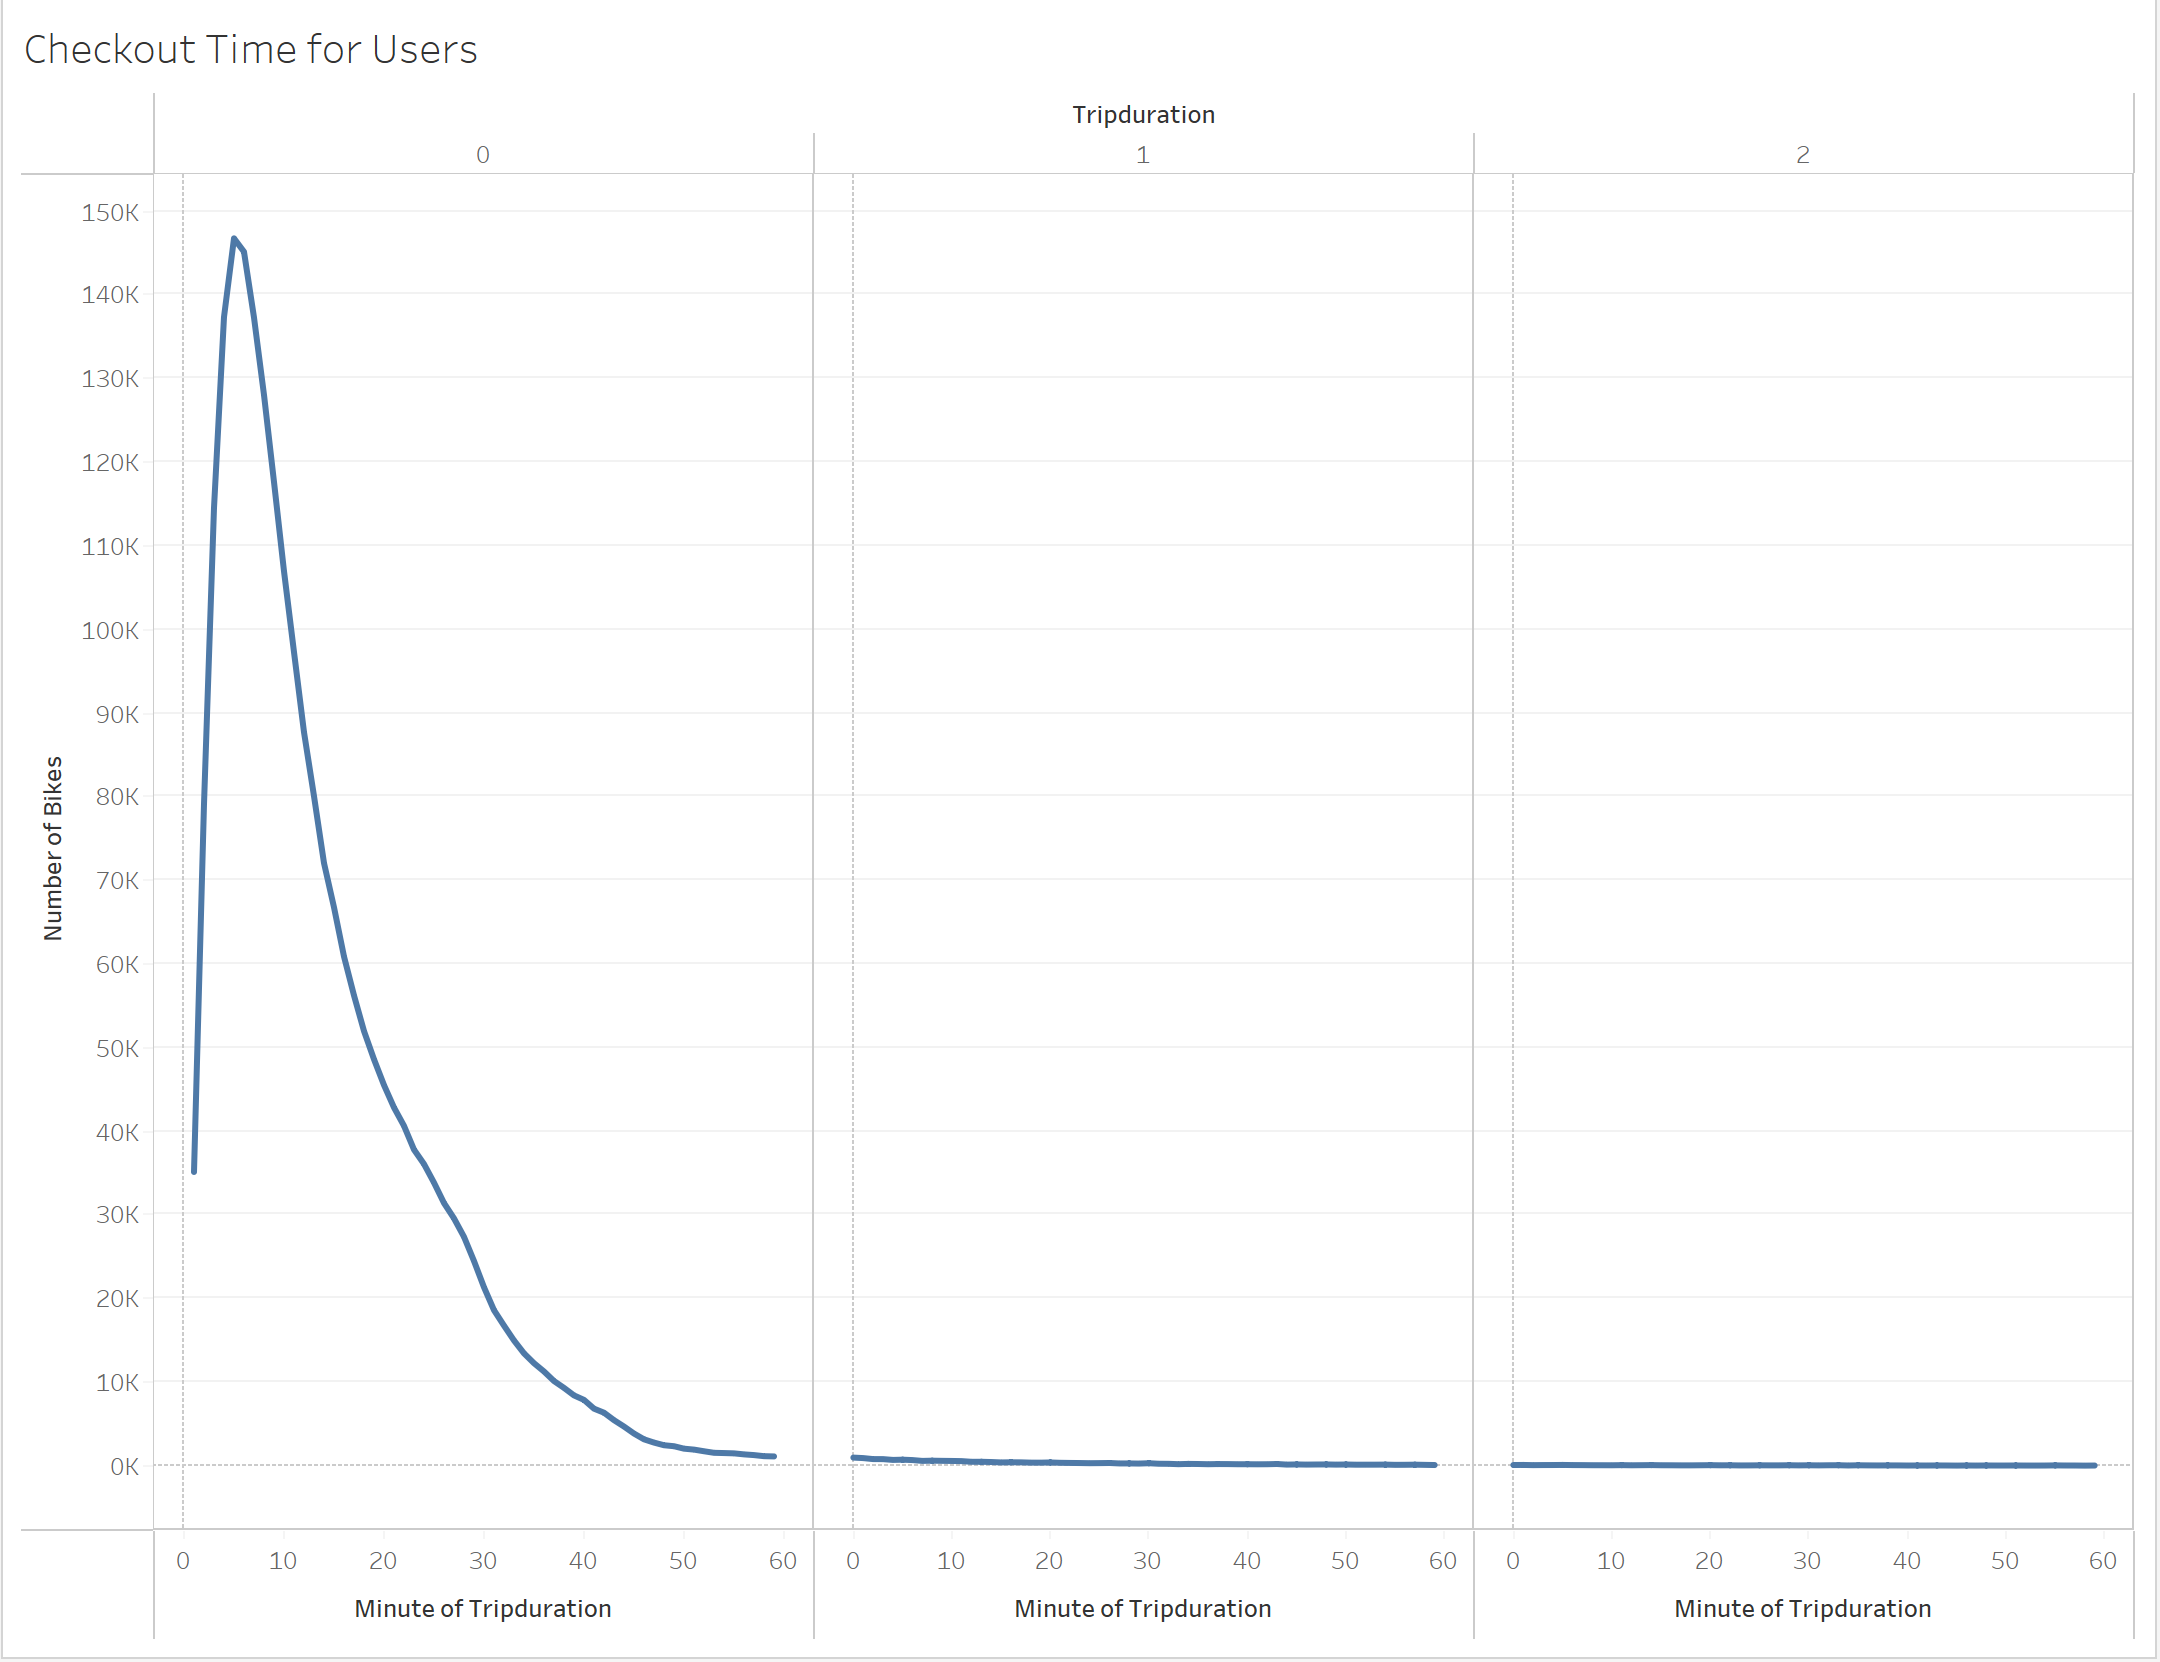 Checkout Time for Users
Tripduration
0 1 2
150K
140K
130K
120K
110K
100K
90K
80K
70K
60K
50K
40K
30K
20K
10K
0K
Number of Bikes
0 10 20 30 40 50 60 0 10 20 30 40 50 60 0 10 20 30 40 50 60
Minute of Tripduration Minute of Tripduration Minute of Tripduration